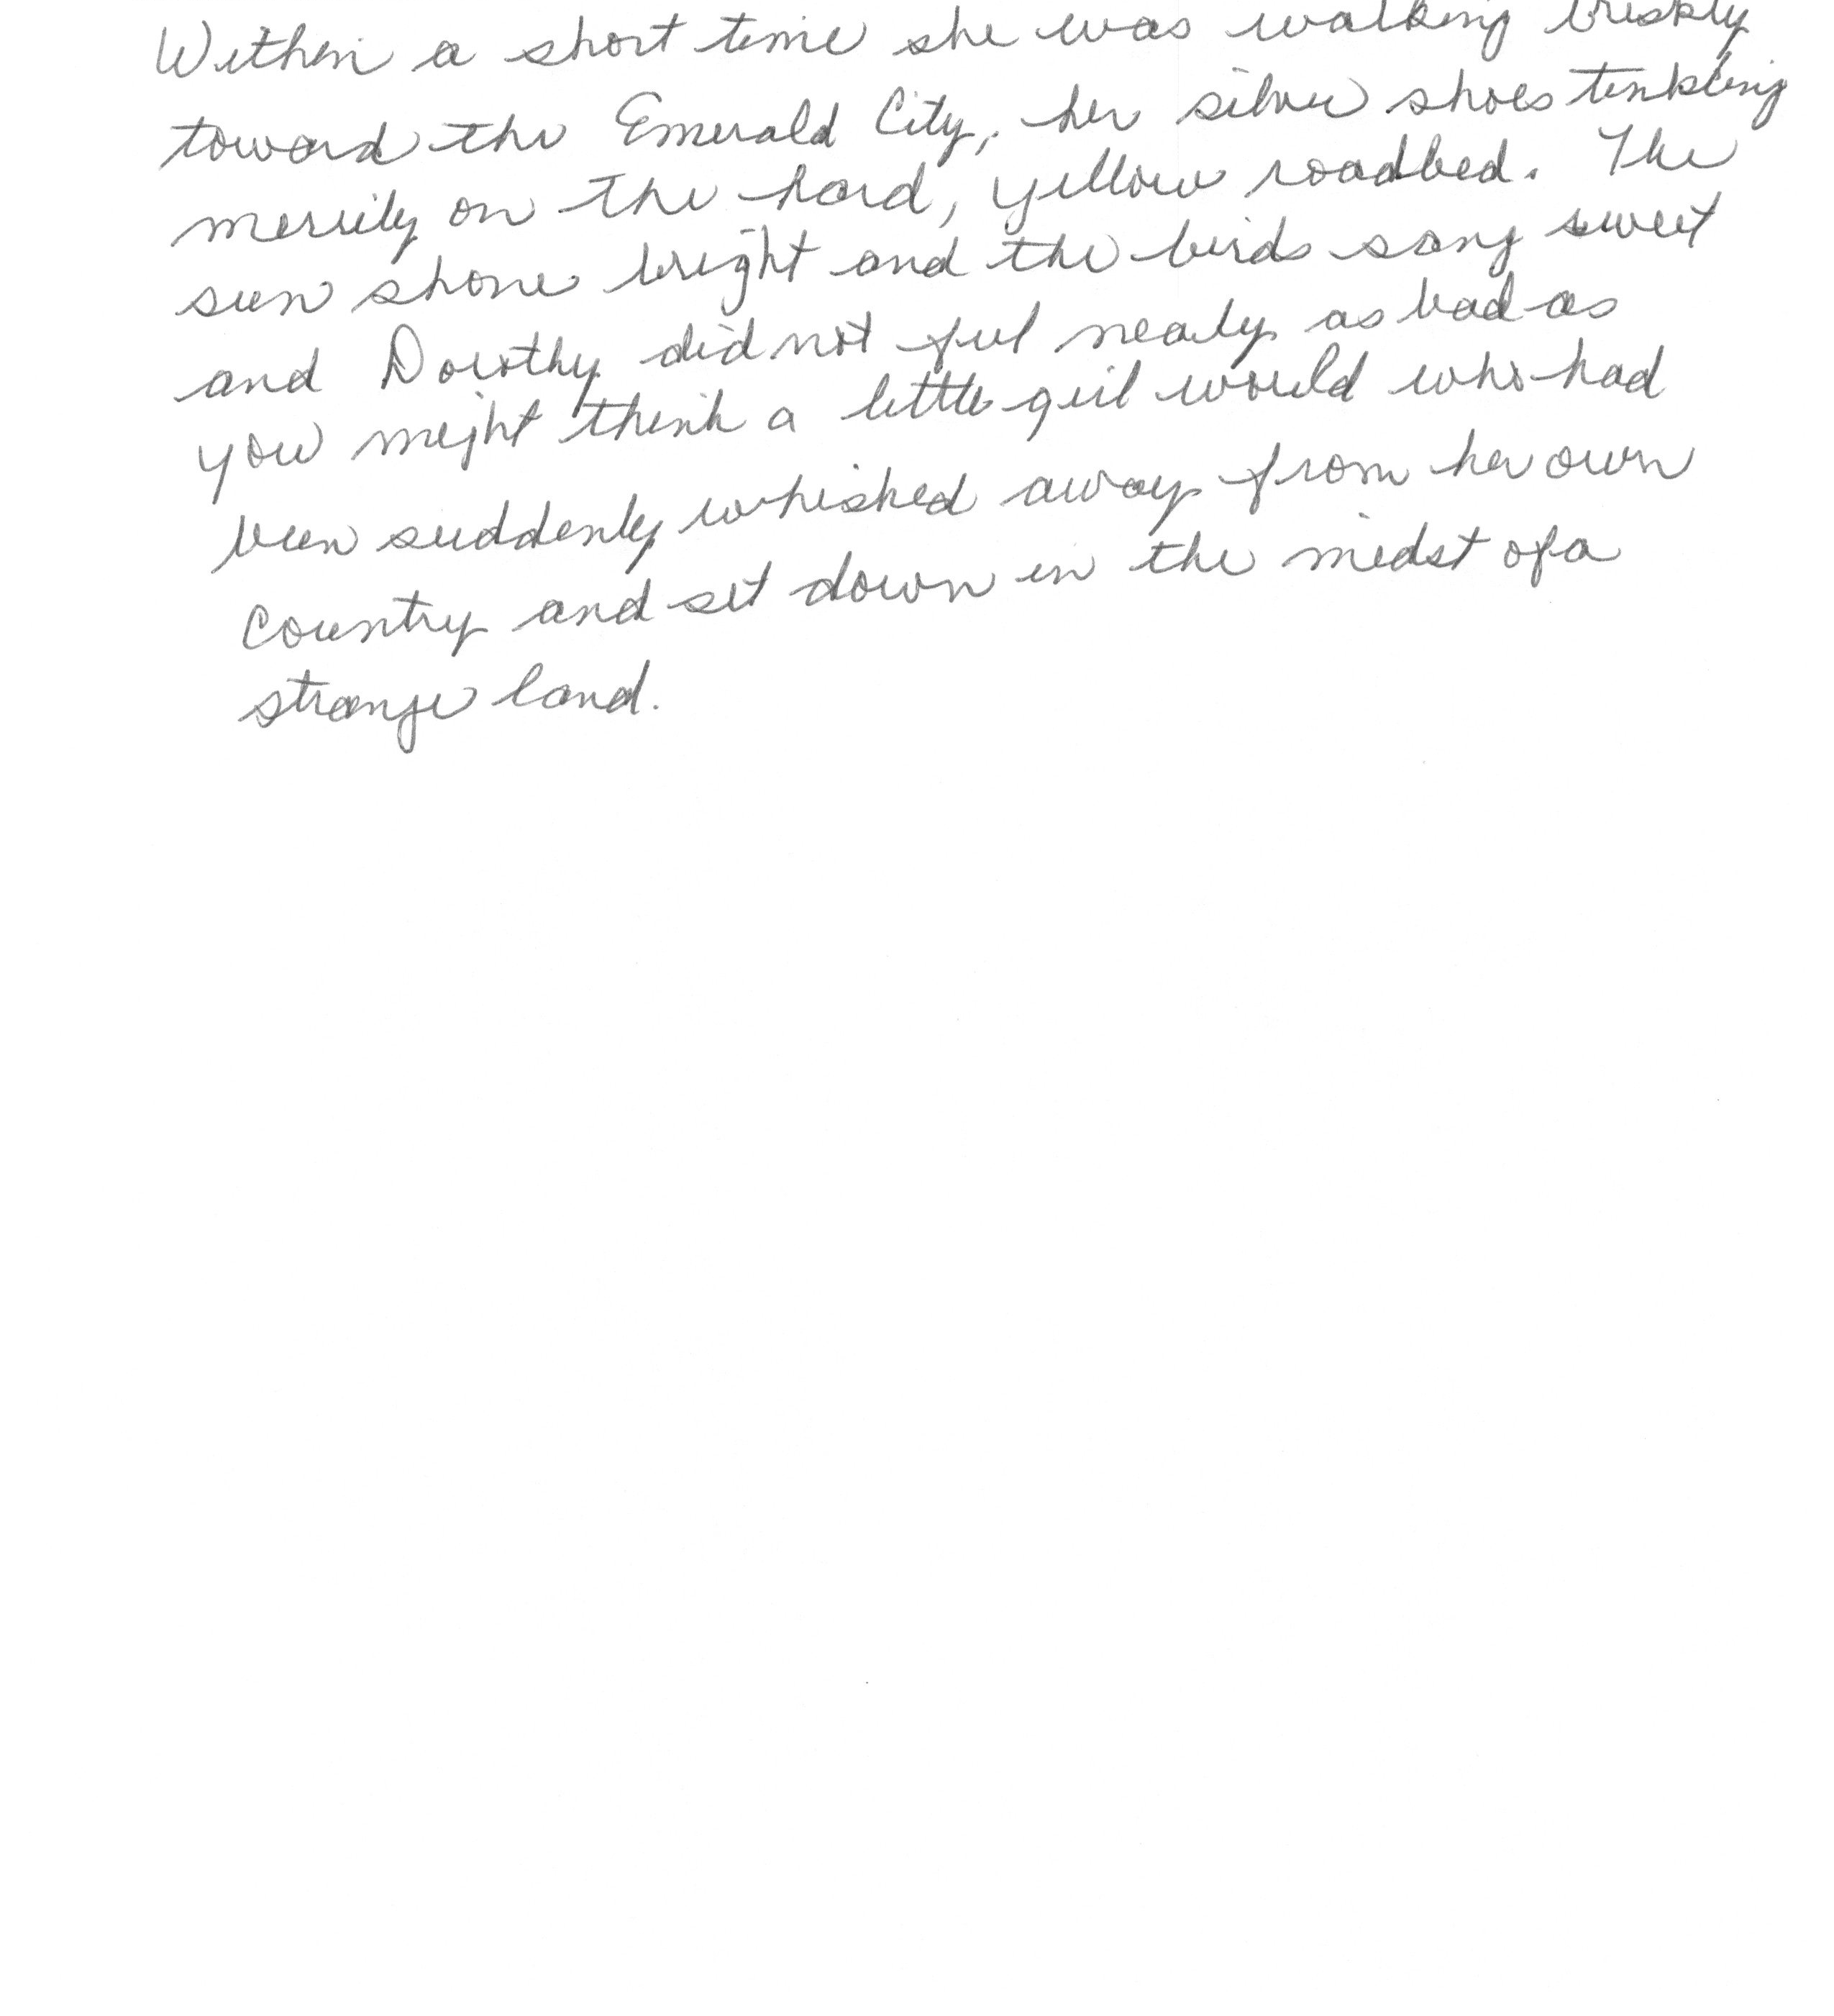 Within a short time she was walking briskly
toward the Emerald City, her silver shoes tinkling
merrily on the hard, yellow roadbed. The
sun shone bright and the birds sang sweet
and Dorothy did not feel nearly as bad as
you might think a little girl would who had
been suddenly whished away from her own
country and set down in the midst of a
strange land.